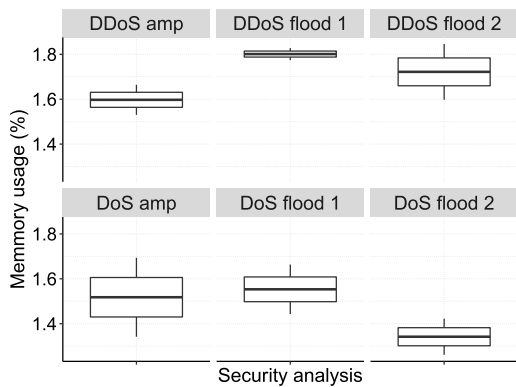 DDoS amp DDoS flood 1 DDoS flood 2
1.8
1.6
1.4
DoS amp DoS flood 1 DoS flood 2
1.8
1.6
1.4
Memmory usage (%)
Security analysis